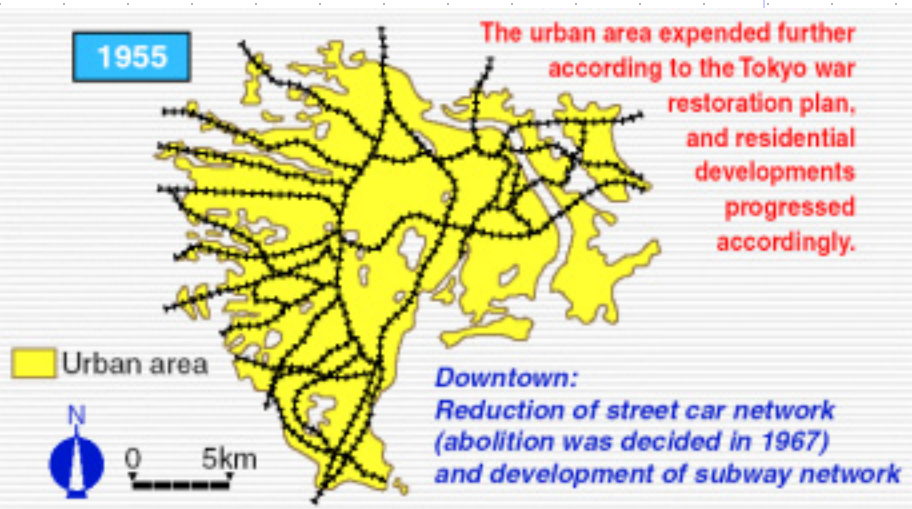 1955
The urban area expended further
according to the Tokyo war
restoration plan,
and residential
developments
progressed
accordingly.
Urban area
N
0 5km
Downtown:
Reduction of street car network
(abolition was decided in 1967)
and development of subway network